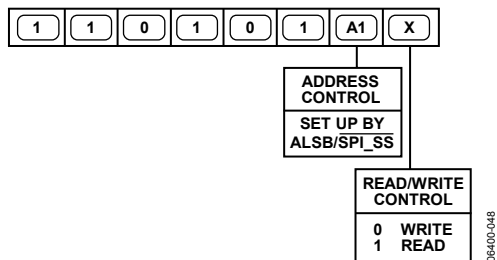 1 1 0 1 0 1 A1 X
ADDRESS
CONTROL
SET UP BY
ALSB/SPI_SS
READ/WRITE
CONTROL
0 WRITE
1 READ
06400-048